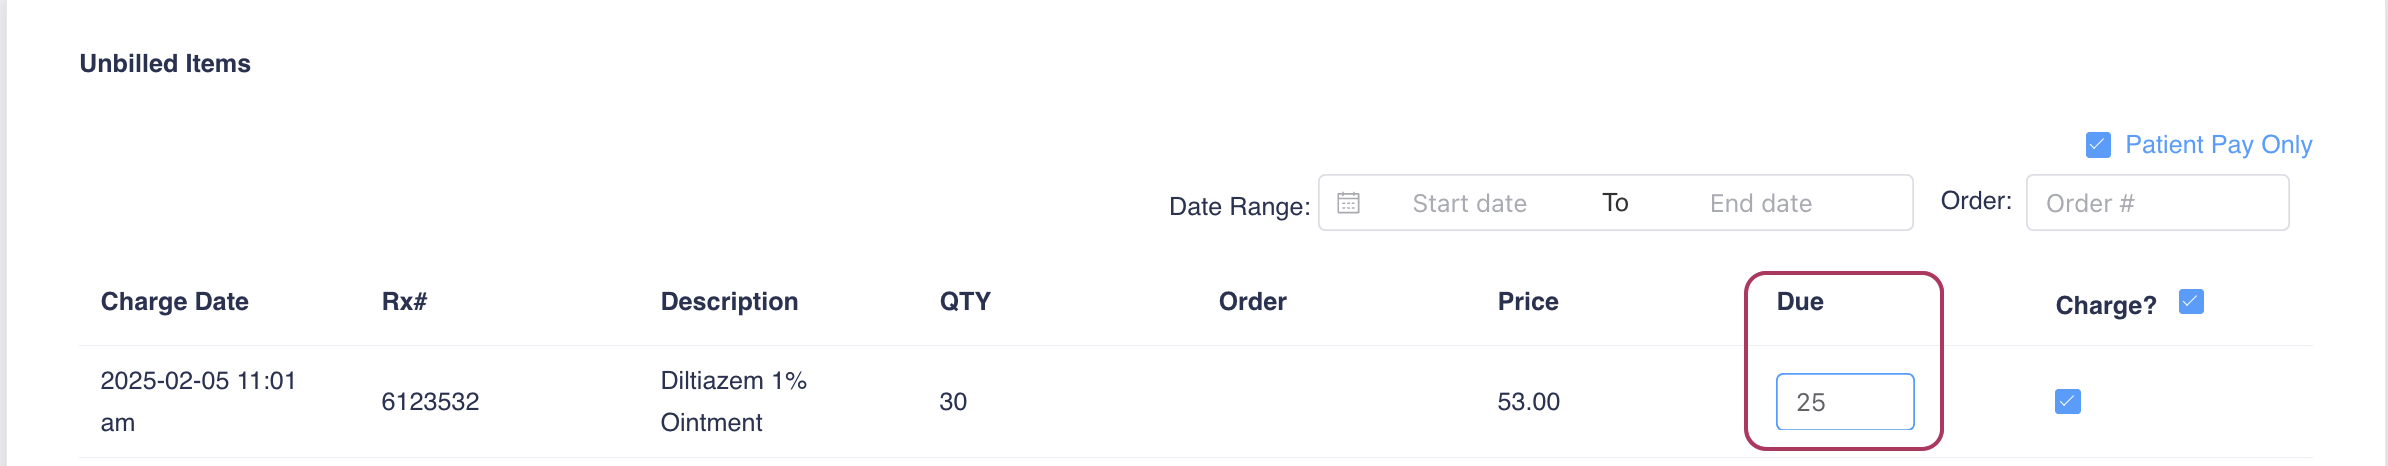 Unbilled Items
Patient Pay Only
Date Range: Start date To End date Order: Order #
Charge Date Rx# Description QTY Order Price Due Charge?
2025-02-05 11:01 am 6123532 Diltiazem 1% Ointment 30 53.00 25